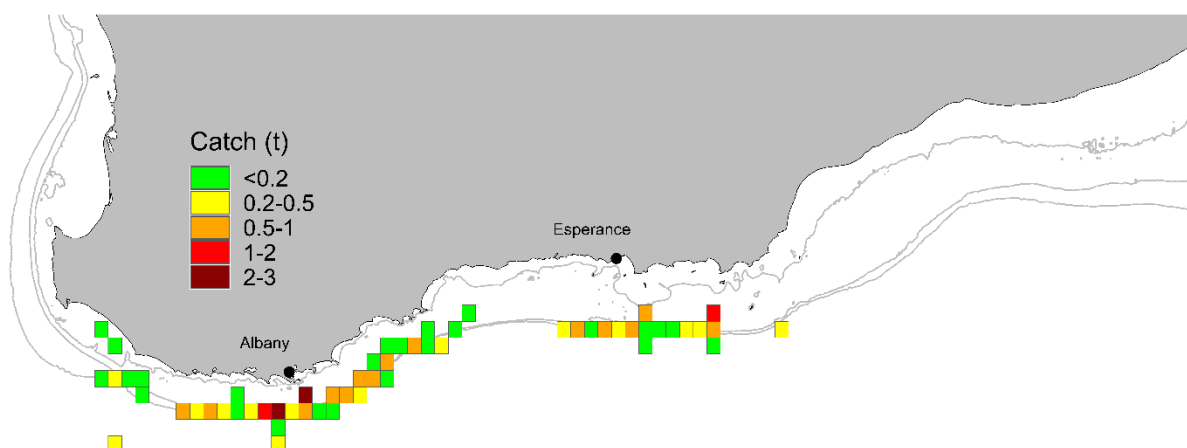 Catch (t)
<0.2
0.2-0.5
0.5-1
1-2
2-3
Esperance
Albany